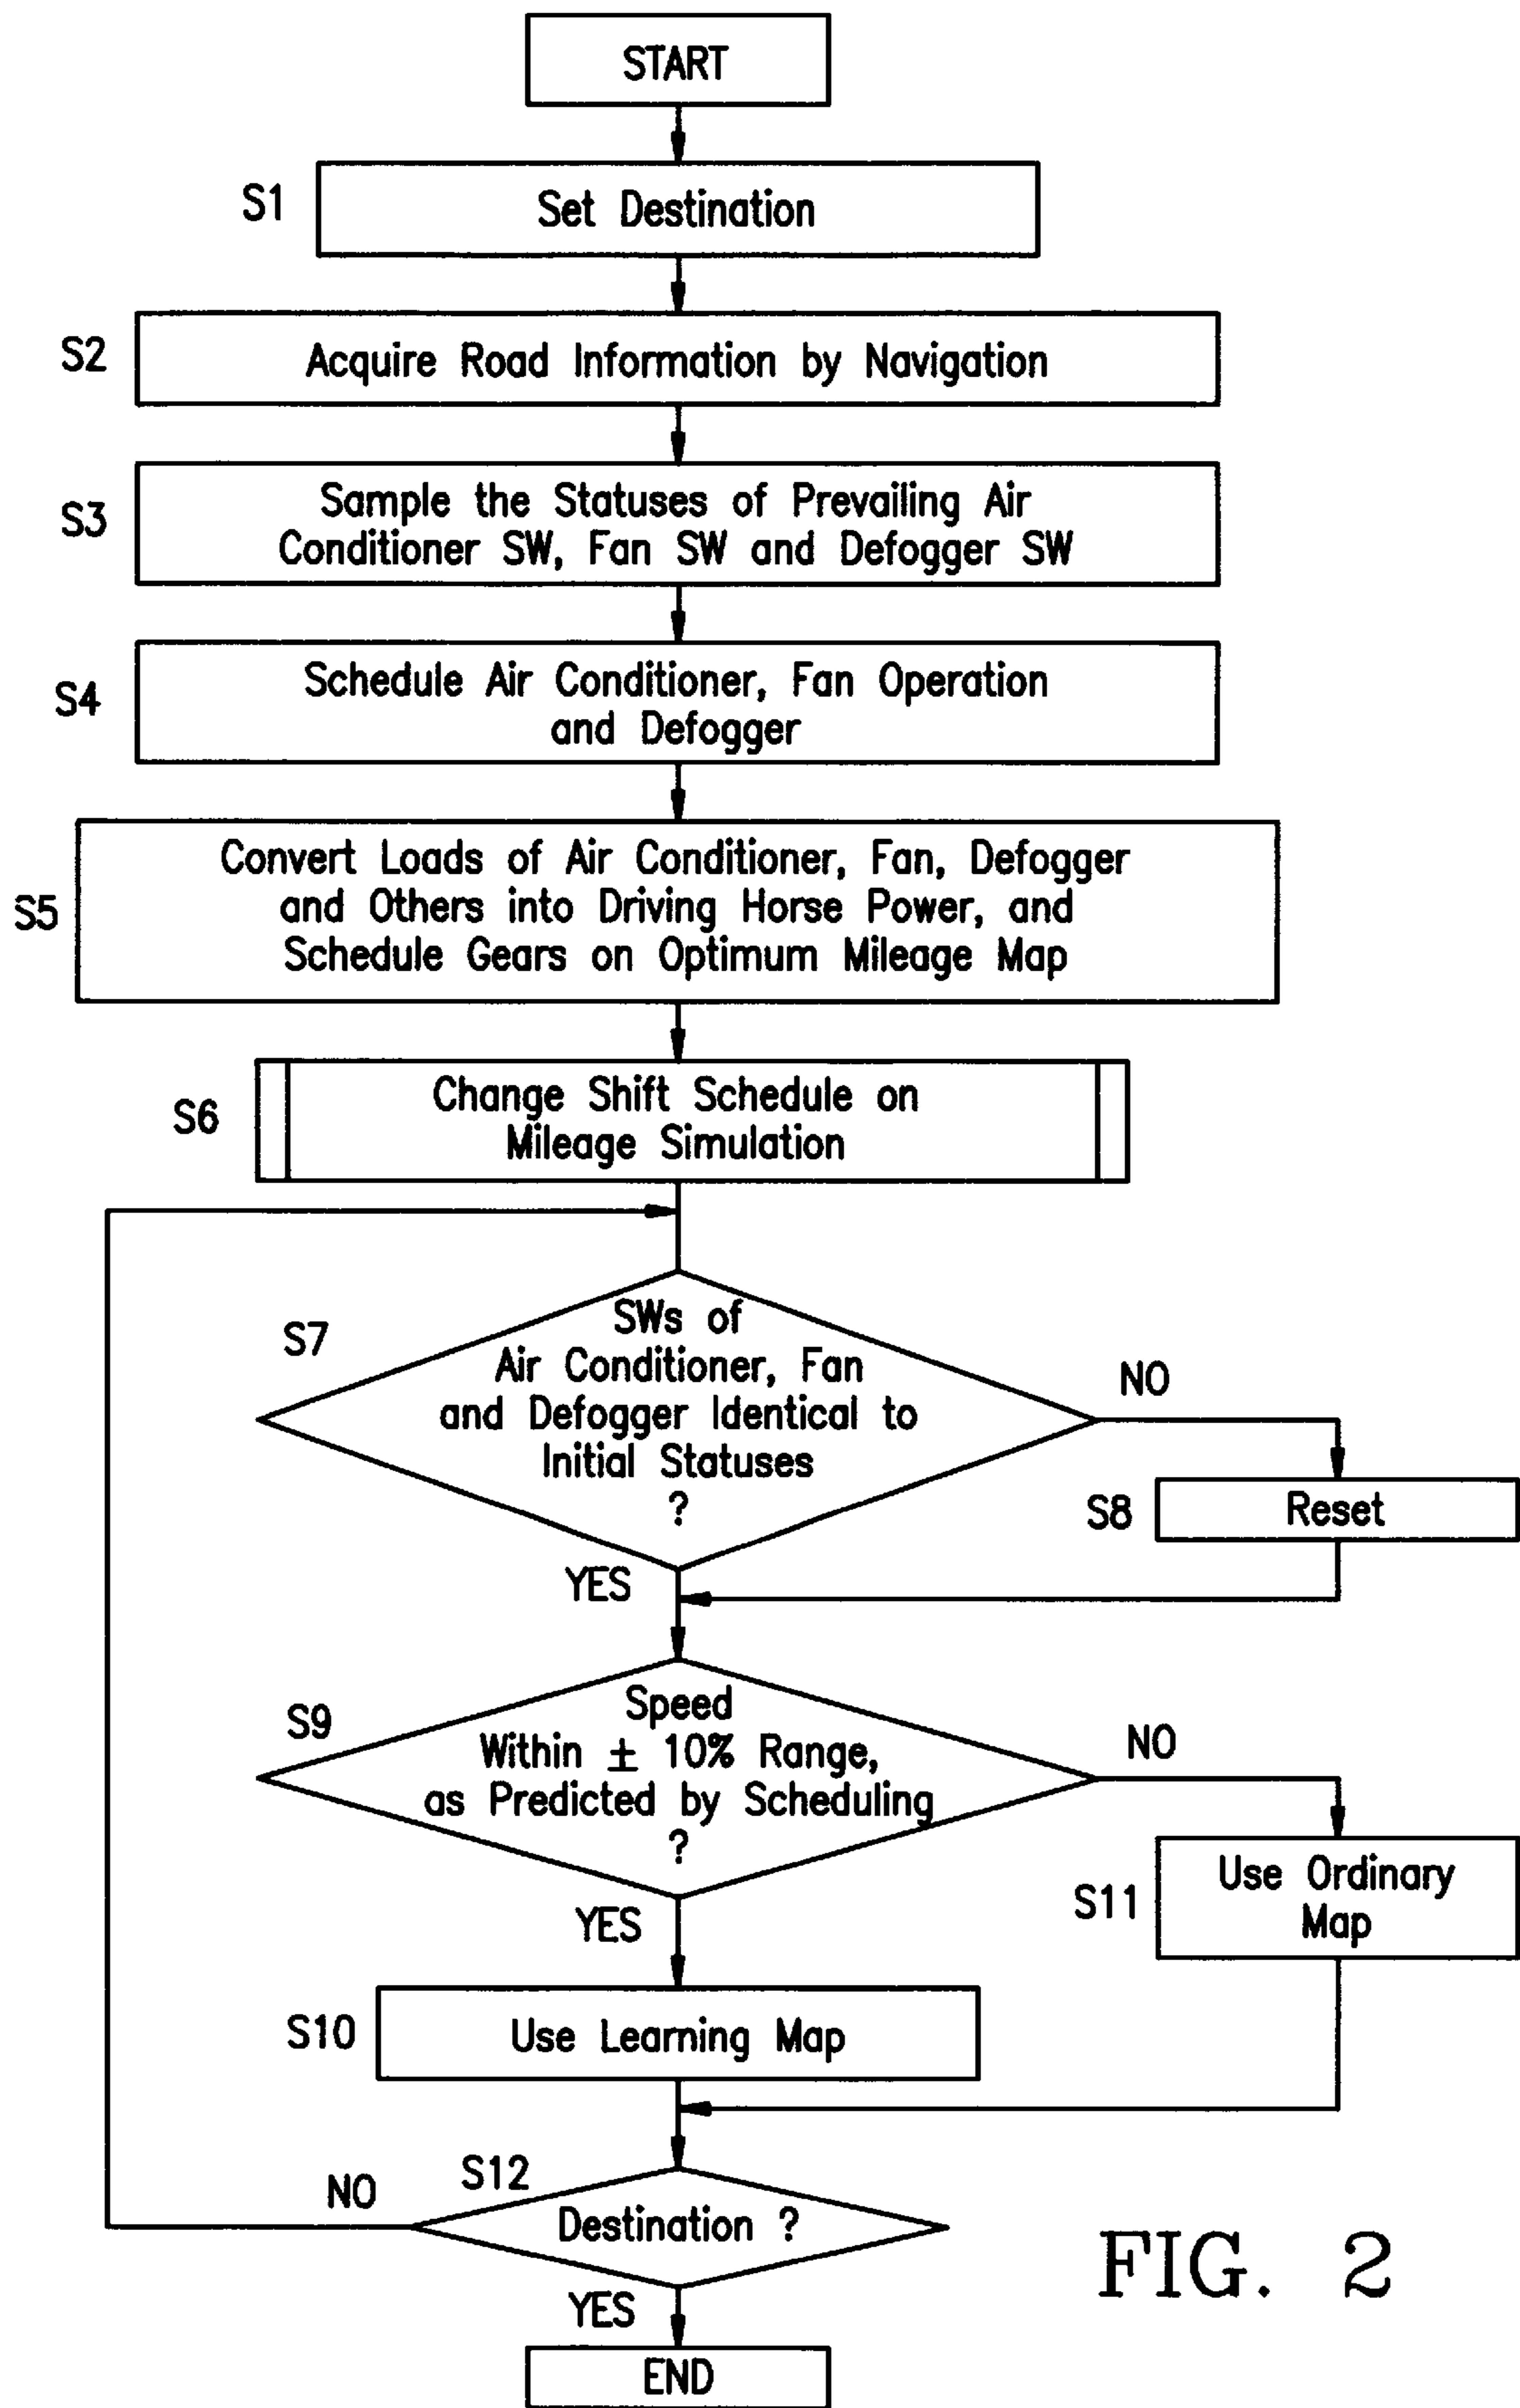 START
S1
Set Destination
S2
Acquire Road Information by Navigation
S3
Sample the Statuses of Prevailing Air
Conditioner SW, Fan SW and Defogger SW
S4
Schedule Air Conditioner, Fan Operation
and Defogger
S5
Convert Loads of Air Conditioner, Fan, Defogger
and Others into Driving Horse Power, and
Schedule Gears on Optimum Mileage Map
S6
Change Shift Schedule on
Mileage Simulation
S7
SWs of
Air Conditioner, Fan
and Defogger Identical to
Initial Statuses
?
NO
S8
Reset
YES
S9
Speed
Within ± 10% Range,
as Predicted by Scheduling
?
NO
S11
Use Ordinary
Map
YES
S10
Use Learning Map
S12
NO
Destination ?
YES
END
FIG. 2